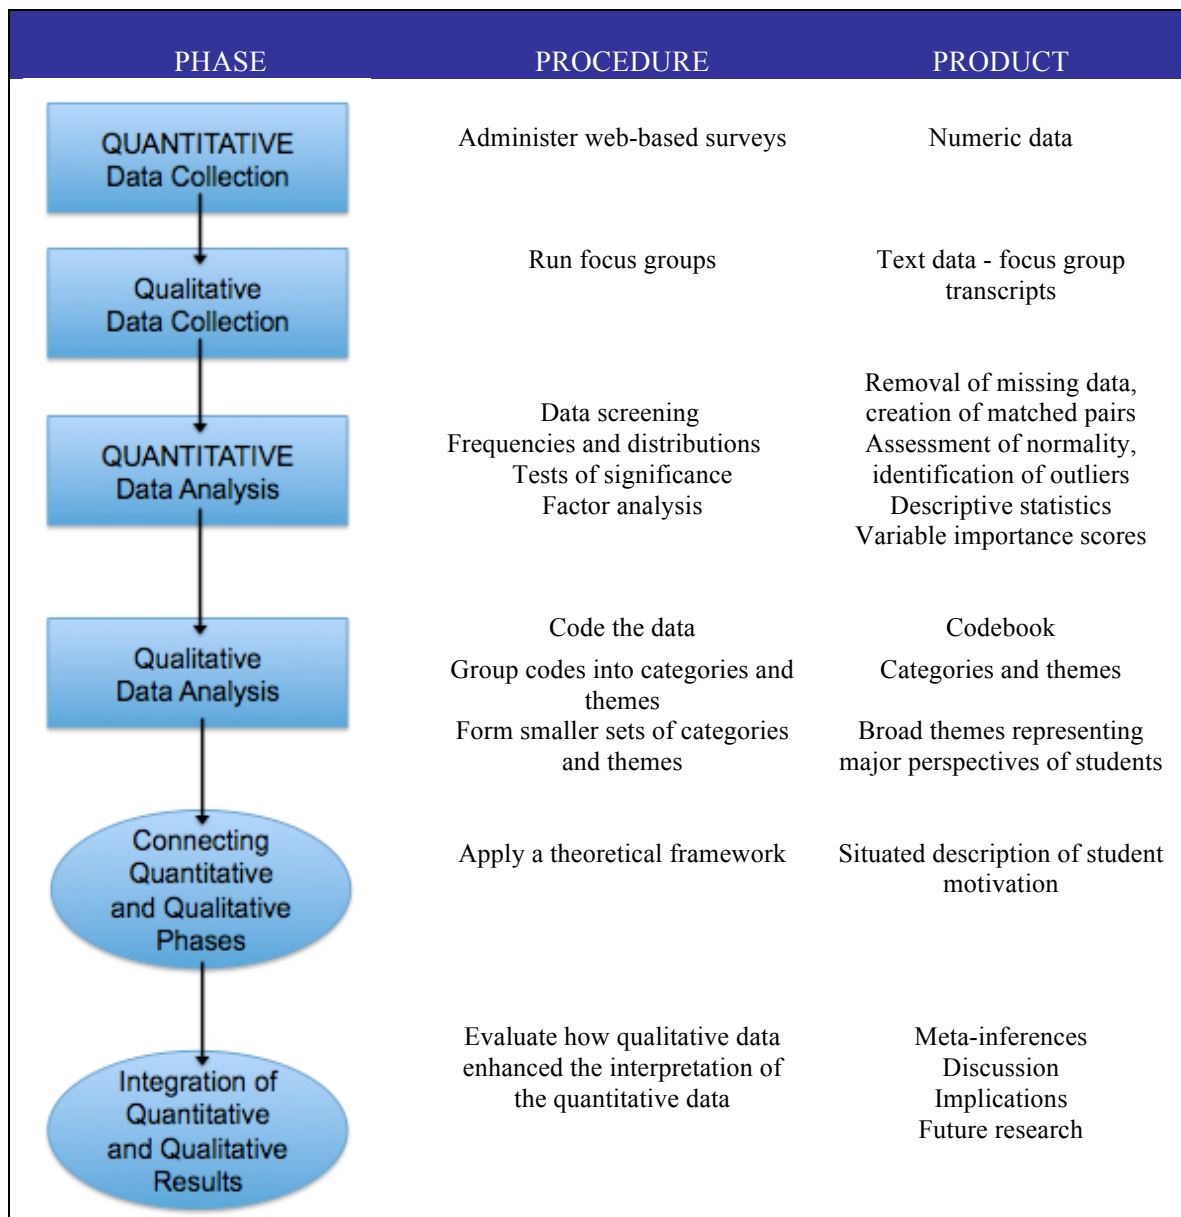 PHASE PROCEDURE PRODUCT
QUANTITATIVE
Data Collection
Administer web-based surveys
Numeric data
Qualitative
Data Collection
Run focus groups
Text data - focus group
transcripts
QUANTITATIVE
Data Analysis
Data screening
Frequencies and distributions
Tests of significance
Factor analysis
Removal of missing data,
creation of matched pairs
Assessment of normality,
identification of outliers
Descriptive statistics
Variable importance scores
Qualitative
Data Analysis
Code the data
Codebook
Group codes into categories and
themes
Categories and themes
Form smaller sets of categories
and themes
Broad themes representing
major perspectives of students
Connecting
Quantitative
and Qualitative
Phases
Apply a theoretical framework
Situated description of student
motivation
Integration of
Quantitative
and Qualitative
Results
Evaluate how qualitative data
enhanced the interpretation of
the quantitative data
Meta-inferences
Discussion
Implications
Future research